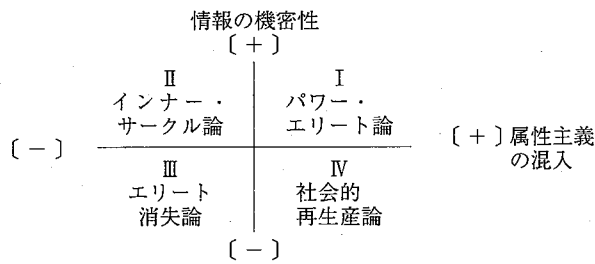 情報の機密性
〔+〕
Ⅱ
インナー・
サークル論
Ⅰ
パワー・
エリート論
〔-〕
〔+〕属性主義
の混入
Ⅲ
エリート
消失論
Ⅳ
社会的
再生産論
〔-〕